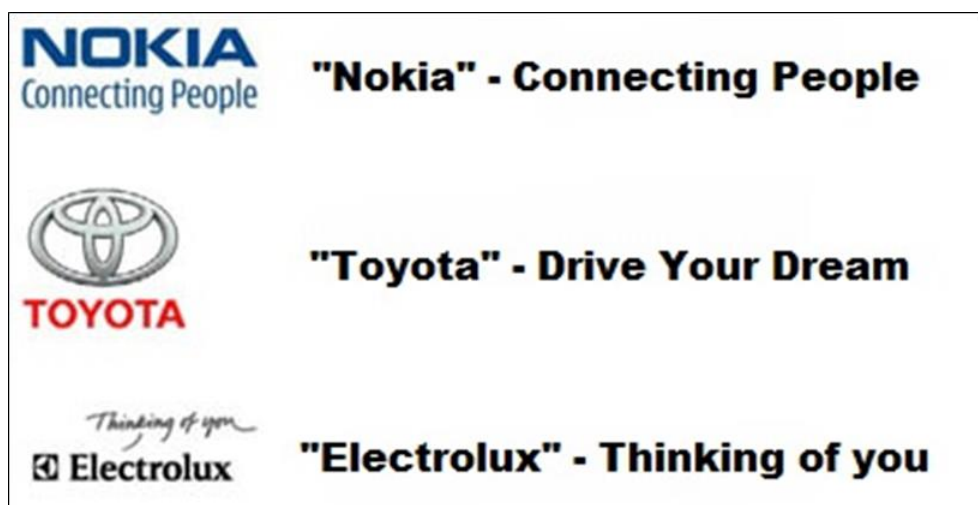 NOKIA
Connecting People
"Nokia" - Connecting People
TOYOTA
"Toyota" - Drive Your Dream
Thinking of you
Electrolux
"Electrolux" - Thinking of you